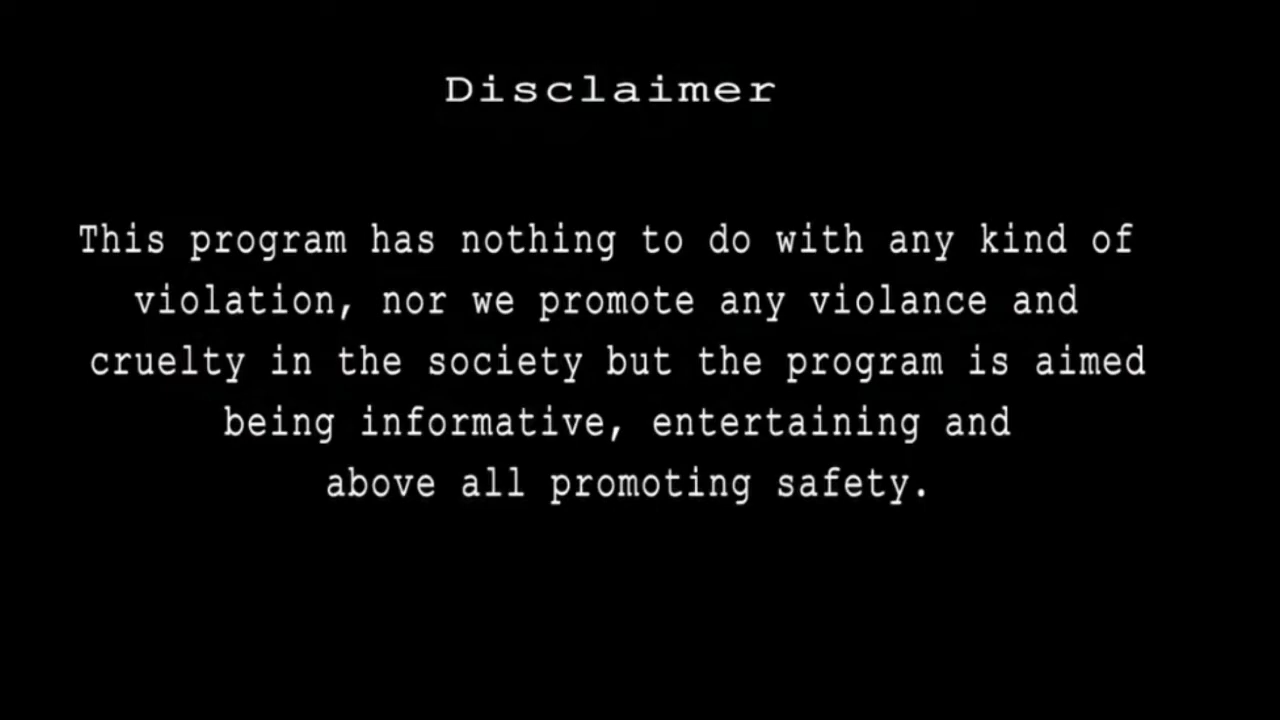 Disclaimer
This program has nothing to do with any kind of
violation, nor we promote any violance and
cruelty in the society but the program is aimed
being informative, entertaining and
above all promoting safety.